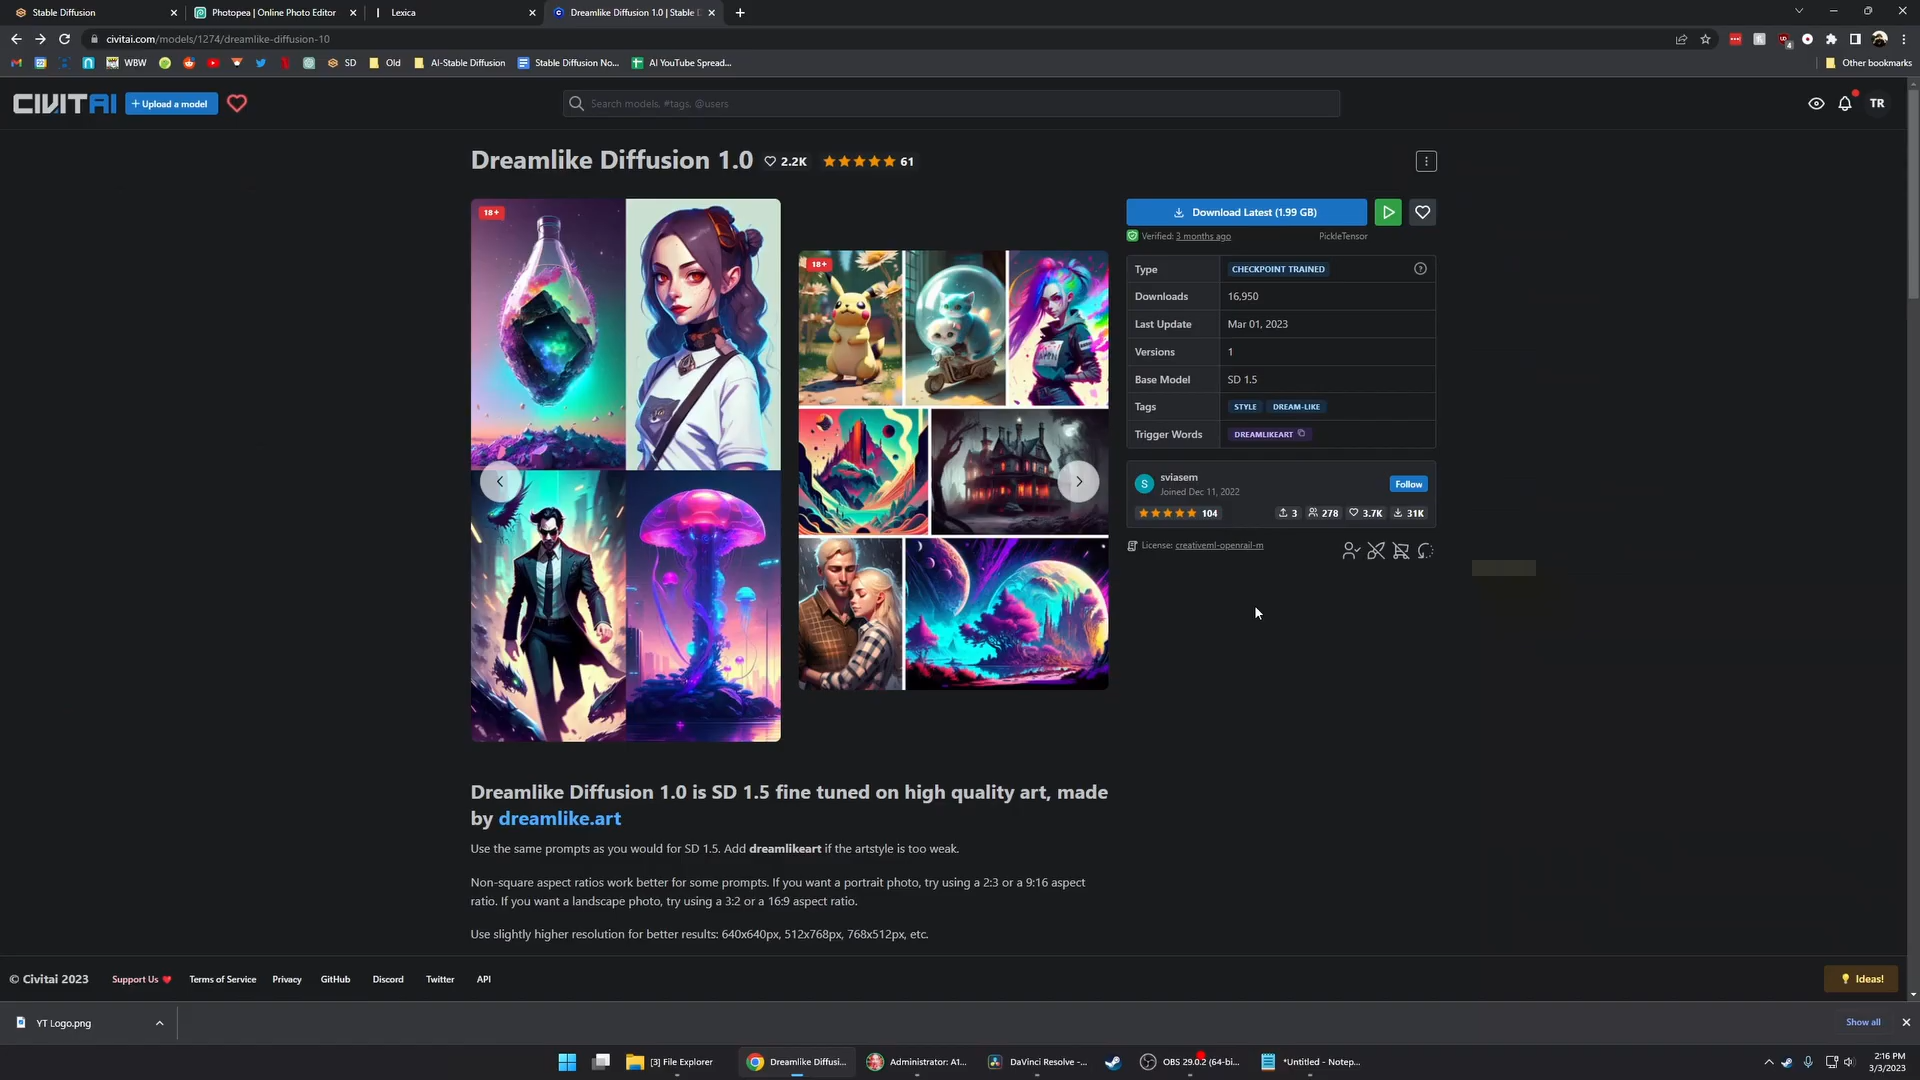 Stable Diffusion
Photopea | Online Photo Editor
Lexica
Dreamlike Diffusion 1.0 | Stable D
civitai.com/models/1274/dreamlike-diffusion-10
WBW
SD
Old
AI-Stable Diffusion
Stable Diffusion No...
AI YouTube Spread...
Other bookmarks
CIVITAI
+ Upload a model
Search models, #tags, @users
TR
Dreamlike Diffusion 1.0
2.2K
61
18+
18+
Download Latest (1.99 GB)
Verified: 3 months ago
PickleTensor
Type
CHECKPOINT TRAINED
Downloads
16,950
Last Update
Mar 01, 2023
Versions
1
Base Model
SD 1.5
Tags
STYLE
DREAM-LIKE
Trigger Words
DREAMLIKEART
S
sviasem
Joined Dec 11, 2022
Follow
104
3
278
3.7K
31K
License: creativeml-openrail-m
Dreamlike Diffusion 1.0 is SD 1.5 fine tuned on high quality art, made
by dreamlike.art
Use the same prompts as you would for SD 1.5. Add dreamlikeart if the artstyle is too weak.
Non-square aspect ratios work better for some prompts. If you want a portrait photo, try using a 2:3 or a 9:16 aspect
ratio. If you want a landscape photo, try using a 3:2 or a 16:9 aspect ratio.
Use slightly higher resolution for better results: 640x640px, 512x768px, 768x512px, etc.
© Civitai 2023
Support Us
Terms of Service
Privacy
GitHub
Discord
Twitter
API
Ideas!
YT Logo.png
Show all
[3] File Explorer
Dreamlike Diffusi...
Administrator: A1...
DaVinci Resolve -...
OBS 29.0.2 (64-bi...
*Untitled - Notep...
2:16 PM
3/3/2023